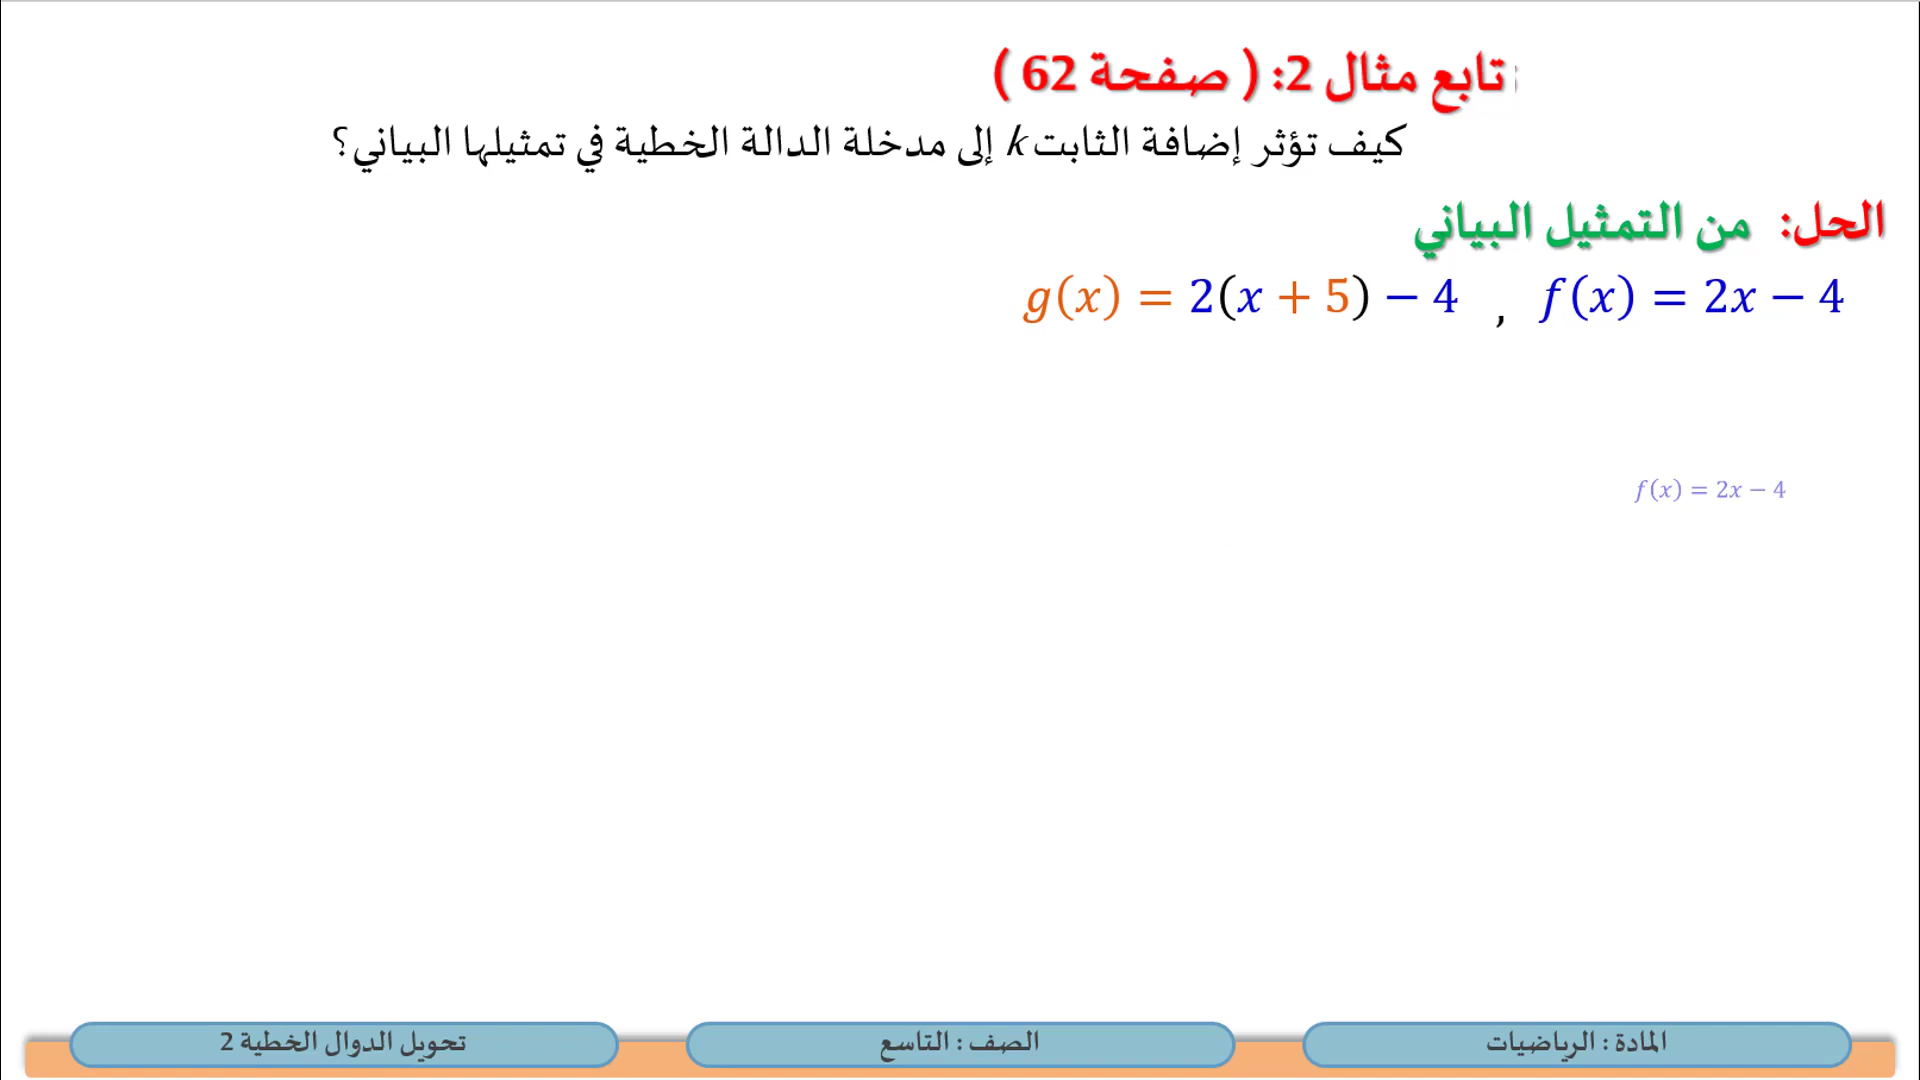 تابع مثال 2: ( صفحة 62 )
كيف تؤثر إضافة الثابت k إلى مدخلة الدالة الخطية في تمثيلها البياني؟
الحل: من التمثيل البياني
f(x) = 2x − 4 , g(x) = 2(x + 5) − 4
f(x) = 2x − 4
المادة : الرياضيات
الصف : التاسع
تحويل الدوال الخطية 2